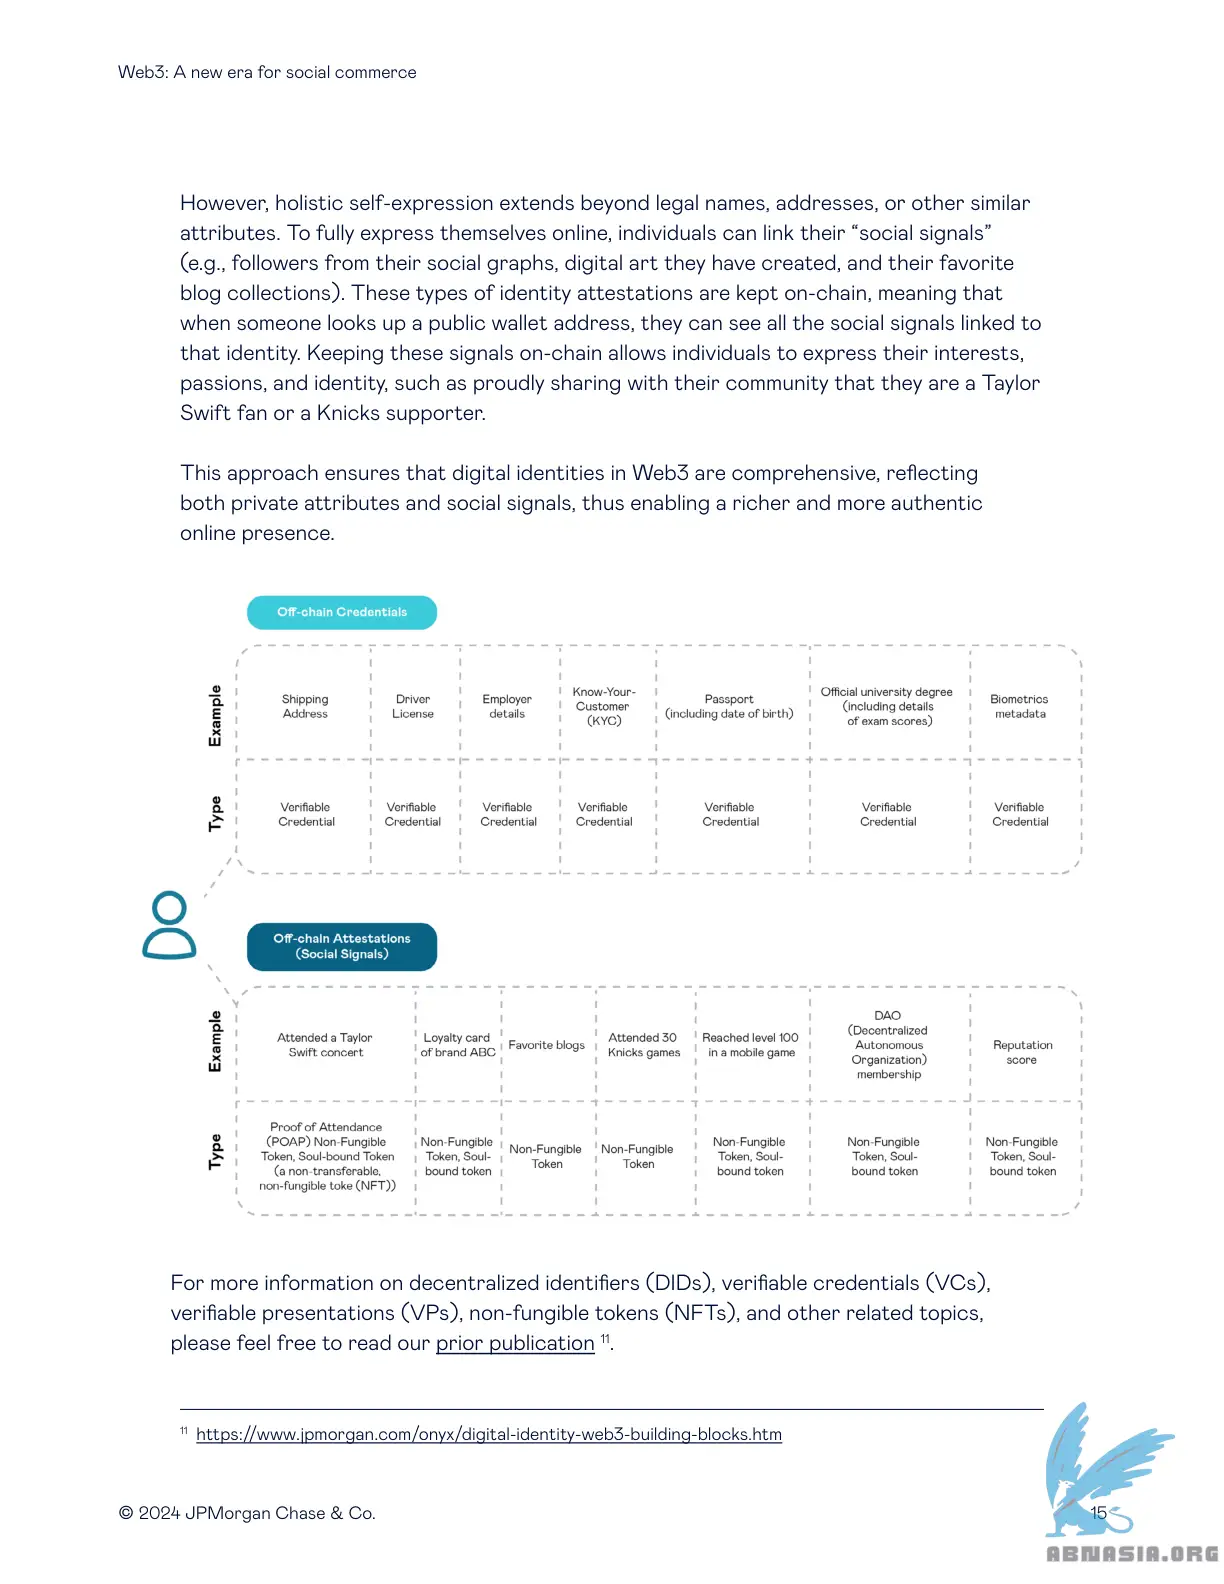 Web3: A new era for social commerce
However, holistic self-expression extends beyond legal names, addresses, or other similar
attributes. To fully express themselves online, individuals can link their “social signals”
(e.g., followers from their social graphs, digital art they have created, and their favorite
blog collections). These types of identity attestations are kept on-chain, meaning that
when someone looks up a public wallet address, they can see all the social signals linked to
that identity. Keeping these signals on-chain allows individuals to express their interests,
passions, and identity, such as proudly sharing with their community that they are a Taylor
Swift fan or a Knicks supporter.
This approach ensures that digital identities in Web3 are comprehensive, reflecting
both private attributes and social signals, thus enabling a richer and more authentic
online presence.
Off-chain Credentials
Example
Shipping
Address
Driver
License
Employer
details
Know-Your-
Customer
(KYC)
Passport
(including date of birth)
Official university degree
(including details
of exam scores)
Biometrics
metadata
Type
Verifiable
Credential
Verifiable
Credential
Verifiable
Credential
Verifiable
Credential
Verifiable
Credential
Verifiable
Credential
Verifiable
Credential
Off-chain Attestations
(Social Signals)
Example
Attended a Taylor
Swift concert
Loyalty card
of brand ABC
Favorite blogs
Attended 30
Knicks games
Reached level 100
in a mobile game
DAO
(Decentralized
Autonomous
Organization)
membership
Reputation
score
Type
Proof of Attendance
(POAP) Non-Fungible
Token, Soul-bound Token
(a non-transferable,
non-fungible toke (NFT))
Non-Fungible
Token, Soul-
bound token
Non-Fungible
Token
Non-Fungible
Token
Non-Fungible
Token, Soul-
bound token
Non-Fungible
Token, Soul-
bound token
Non-Fungible
Token, Soul-
bound token
For more information on decentralized identifiers (DIDs), verifiable credentials (VCs),
verifiable presentations (VPs), non-fungible tokens (NFTs), and other related topics,
please feel free to read our prior publication 11.
11 https://www.jpmorgan.com/onyx/digital-identity-web3-building-blocks.htm
© 2024 JPMorgan Chase & Co.
15
ABNASIA.ORG